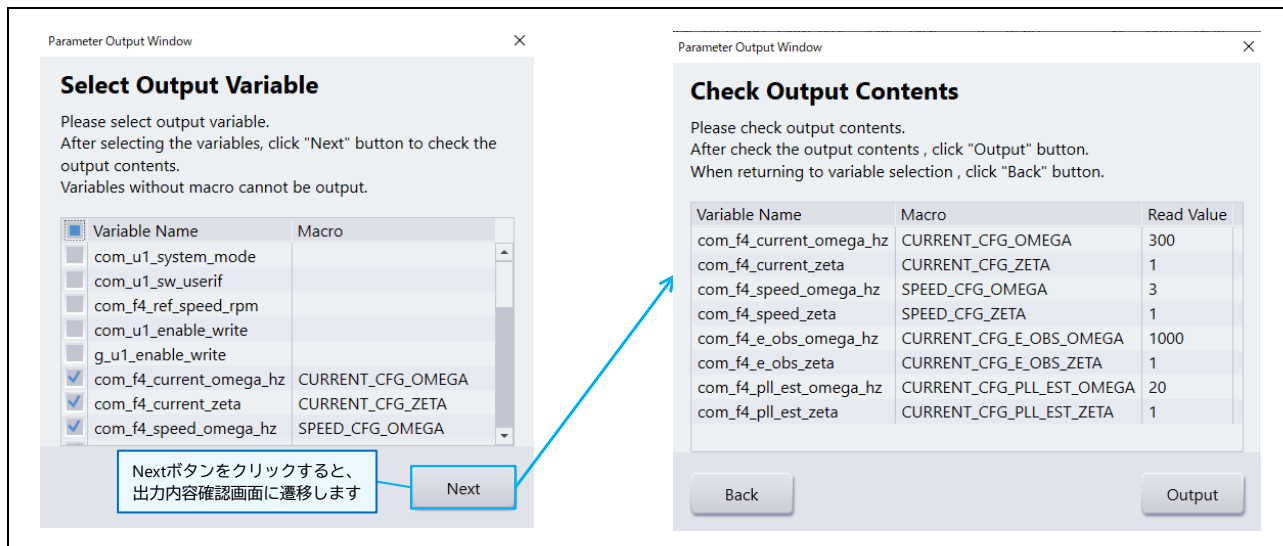 Parameter Output Window
Select Output Variable
Please select output variable.
After selecting the variables, click "Next" button to check the
output contents.
Variables without macro cannot be output.
Variable Name Macro
com_u1_system_mode
com_u1_sw_userif
com_f4_ref_speed_rpm
com_u1_enable_write
g_u1_enable_write
com_f4_current_omega_hz CURRENT_CFG_OMEGA
com_f4_current_zeta CURRENT_CFG_ZETA
com_f4_speed_omega_hz SPEED_CFG_OMEGA
Nextボタンをクリックすると、
出力内容確認画面に遷移します
Next
Parameter Output Window
Check Output Contents
Please check output contents.
After check the output contents , click "Output" button.
When returning to variable selection , click "Back" button.
Variable Name Macro Read Value
com_f4_current_omega_hz CURRENT_CFG_OMEGA 300
com_f4_current_zeta CURRENT_CFG_ZETA 1
com_f4_speed_omega_hz SPEED_CFG_OMEGA 3
com_f4_speed_zeta SPEED_CFG_ZETA 1
com_f4_e_obs_omega_hz CURRENT_CFG_E_OBS_OMEGA 1000
com_f4_e_obs_zeta CURRENT_CFG_E_OBS_ZETA 1
com_f4_pll_est_omega_hz CURRENT_CFG_PLL_EST_OMEGA 20
com_f4_pll_est_zeta CURRENT_CFG_PLL_EST_ZETA 1
Back
Output